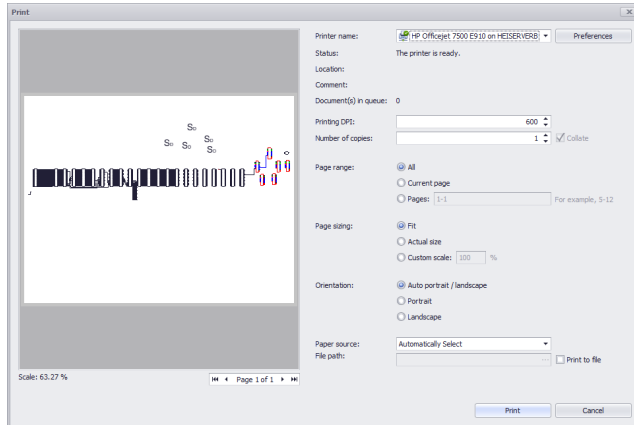 Print
Printer name: HP Officejet 7500 E910 on HEISERVERB Preferences
Status: The printer is ready.
Location:
Comment:
Document(s) in queue: 0
Printing DPI: 600
Number of copies: 1 Collate
Page range: All
Current page
Pages: 1-1 For example, 5-12
Page sizing: Fit
Actual size
Custom scale: 100 %
Orientation: Auto portrait / landscape
Portrait
Landscape
Paper source: Automatically Select
File path: ... Print to file
Scale: 63.27 % Page 1 of 1
Print Cancel